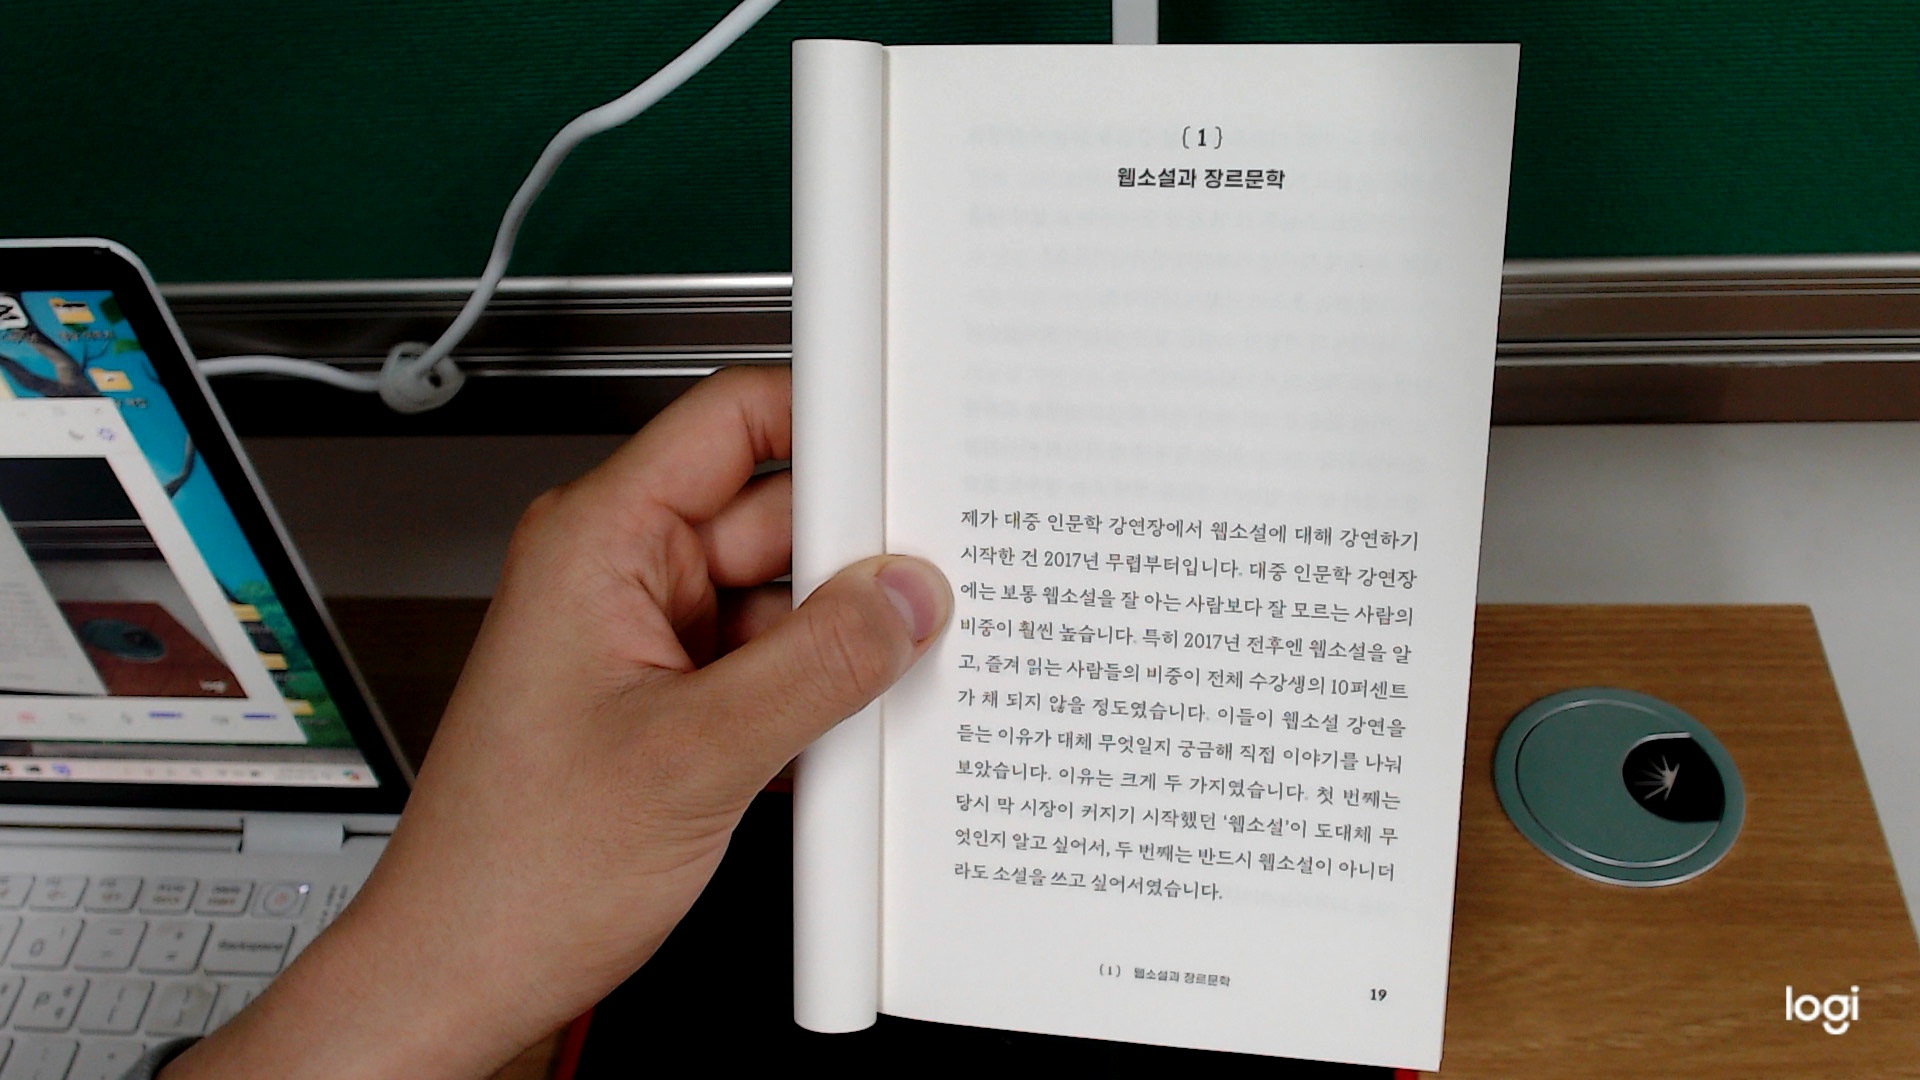 { 1 }
웹소설과 장르문학
제가 대중 인문학 강연장에서 웹소설에 대해 강연하기
시작한 건 2017년 무렵부터입니다. 대중 인문학 강연장
에는 보통 웹소설을 잘 아는 사람보다 잘 모르는 사람의
비중이 훨씬 높습니다. 특히 2017년 전후엔 웹소설을 알
고, 즐겨 읽는 사람들의 비중이 전체 수강생의 10퍼센트
가 채 되지 않을 정도였습니다. 이들이 웹소설 강연을
듣는 이유가 대체 무엇일지 궁금해 직접 이야기를 나눠
보았습니다. 이유는 크게 두 가지였습니다. 첫 번째는
당시 막 시장이 커지기 시작했던 ‘웹소설’이 도대체 무
엇인지 알고 싶어서, 두 번째는 반드시 웹소설이 아니더
라도 소설을 쓰고 싶어서였습니다.
{ 1 } 웹소설과 장르문학
19
Backspace
logi